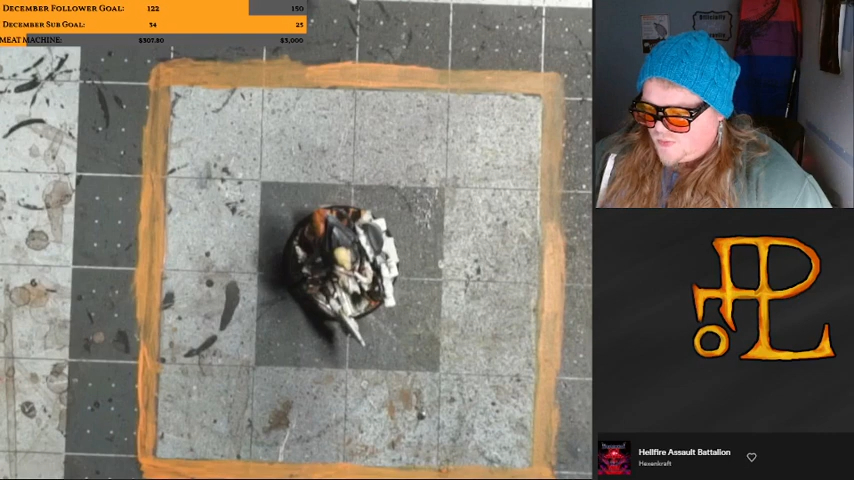 DECEMBER FOLLOWER GOAL: 122 150
DECEMBER SUB GOAL: 54 25
MEAT MACHINE: $307.80 $3,000
Hellfire Assault Battalion
Hexenkraft